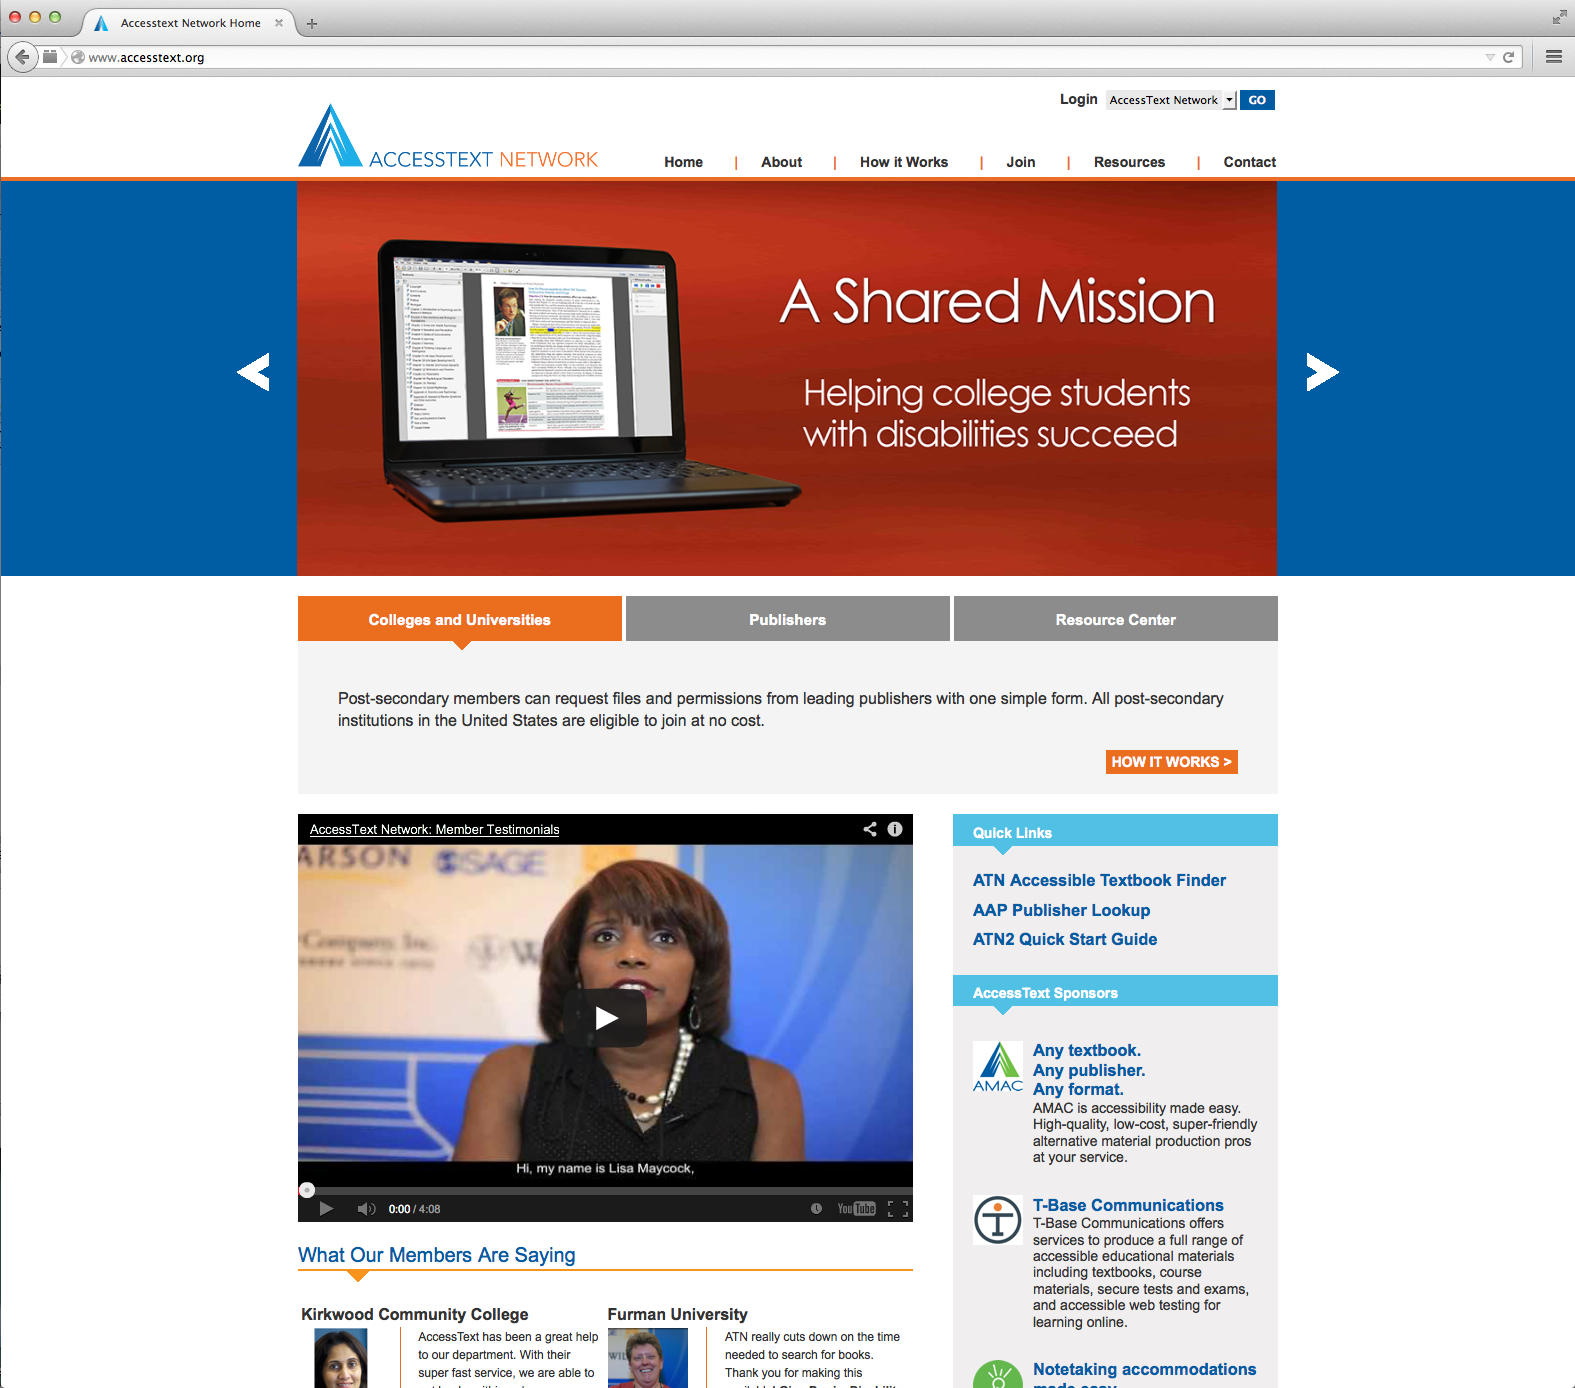 Accesstext Network Home
www.accesstext.org
Login AccessText Network GO
ACCESSTEXT NETWORK
Home | About | How it Works | Join | Resources | Contact
A Shared Mission
Helping college students
with disabilities succeed
Colleges and Universities
Publishers
Resource Center
Post-secondary members can request files and permissions from leading publishers with one simple form. All post-secondary
institutions in the United States are eligible to join at no cost.
HOW IT WORKS >
AccessText Network: Member Testimonials
ARSON SAGE
Company, Inc.
Hi, my name is Lisa Maycock,
0:00 / 4:08
YouTube
What Our Members Are Saying
Kirkwood Community College
AccessText has been a great help
to our department. With their
super fast service, we are able to
Furman University
ATN really cuts down on the time
needed to search for books.
Thank you for making this
Quick Links
ATN Accessible Textbook Finder
AAP Publisher Lookup
ATN2 Quick Start Guide
AccessText Sponsors
AMAC
Any textbook.
Any publisher.
Any format.
AMAC is accessibility made easy.
High-quality, low-cost, super-friendly
alternative material production pros
at your service.
T-Base Communications
T-Base Communications offers
services to produce a full range of
accessible educational materials
including textbooks, course
materials, secure tests and exams,
and accessible web testing for
learning online.
Notetaking accommodations
made easy